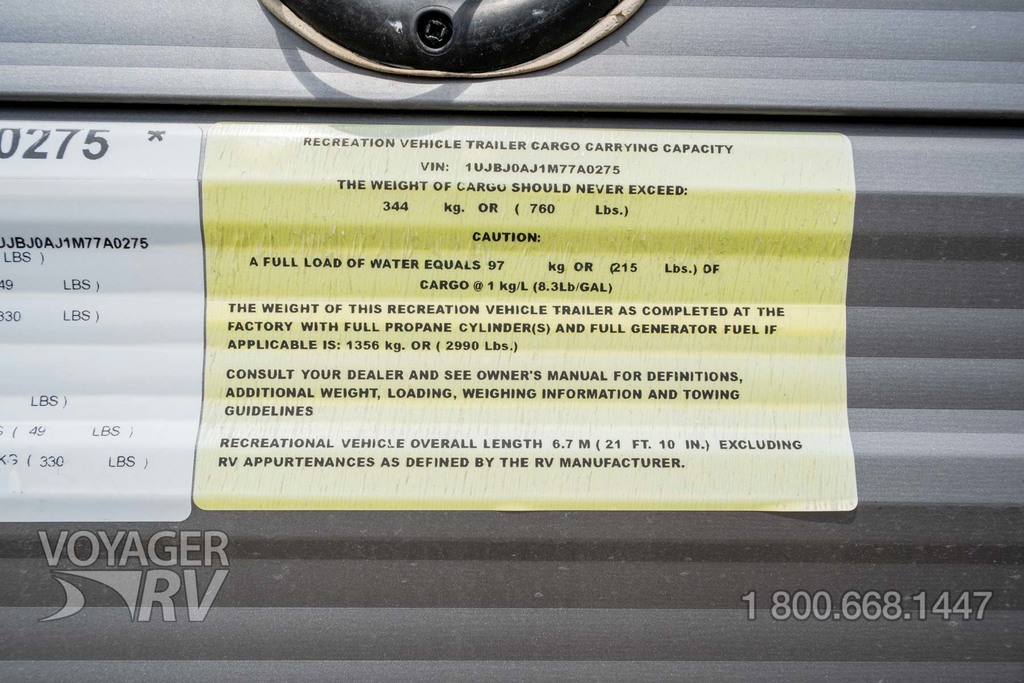 0275 *
UJBJ0AJ1M77A0275
LBS )
49 LBS )
330 LBS )
LBS )
( 49 LBS )
KG ( 330 LBS )
RECREATION VEHICLE TRAILER CARGO CARRYING CAPACITY
VIN: 1UJBJ0AJ1M77A0275
THE WEIGHT OF CARGO SHOULD NEVER EXCEED:
344 kg. OR ( 760 Lbs.)
CAUTION:
A FULL LOAD OF WATER EQUALS 97 kg OR (215 Lbs.) OF
CARGO @ 1 kg/L (8.3Lb/GAL)
THE WEIGHT OF THIS RECREATION VEHICLE TRAILER AS COMPLETED AT THE
FACTORY WITH FULL PROPANE CYLINDER(S) AND FULL GENERATOR FUEL IF
APPLICABLE IS: 1356 kg. OR ( 2990 Lbs.)
CONSULT YOUR DEALER AND SEE OWNER'S MANUAL FOR DEFINITIONS,
ADDITIONAL WEIGHT, LOADING, WEIGHING INFORMATION AND TOWING
GUIDELINES
RECREATIONAL VEHICLE OVERALL LENGTH 6.7 M ( 21 FT. 10 IN.) EXCLUDING
RV APPURTENANCES AS DEFINED BY THE RV MANUFACTURER.
VOYAGER
RV
1 800.668.1447